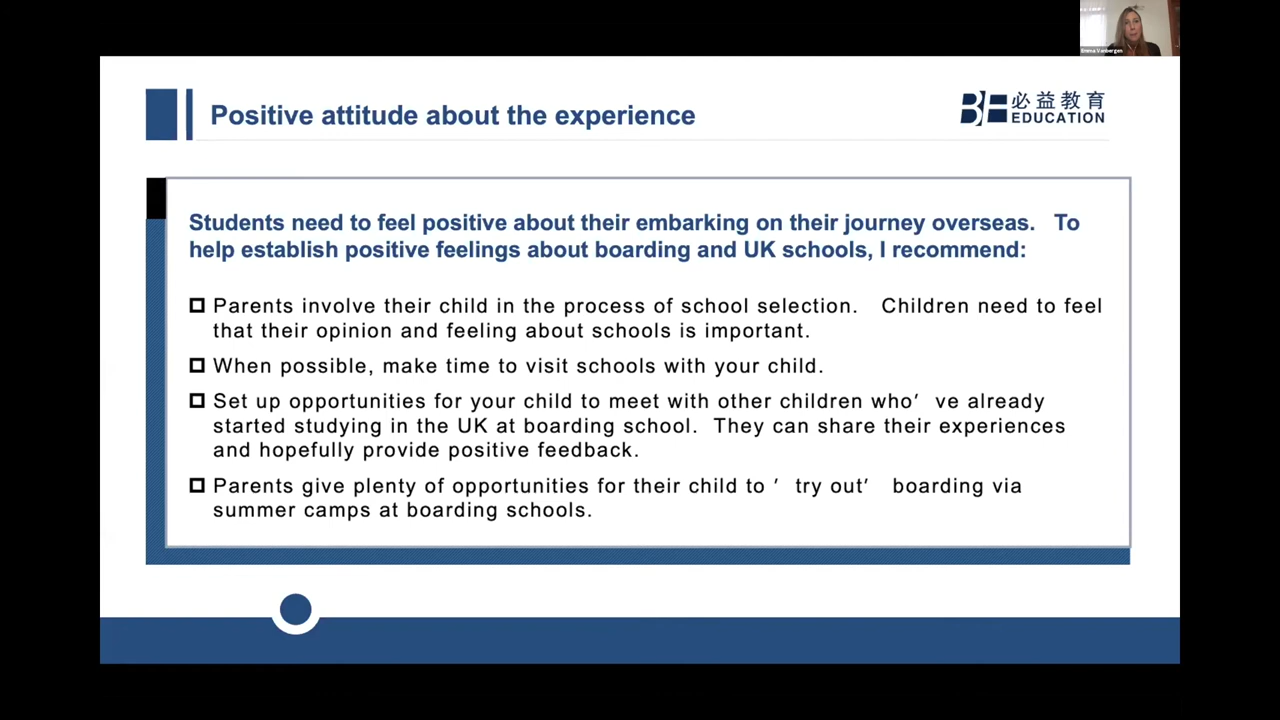 Emma Vanbergen
Positive attitude about the experience
必益教育
EDUCATION
Students need to feel positive about their embarking on their journey overseas. To
help establish positive feelings about boarding and UK schools, I recommend:
Parents involve their child in the process of school selection. Children need to feel
that their opinion and feeling about schools is important.
When possible, make time to visit schools with your child.
Set up opportunities for your child to meet with other children who’ ve already
started studying in the UK at boarding school. They can share their experiences
and hopefully provide positive feedback.
Parents give plenty of opportunities for their child to ’ try out’ boarding via
summer camps at boarding schools.